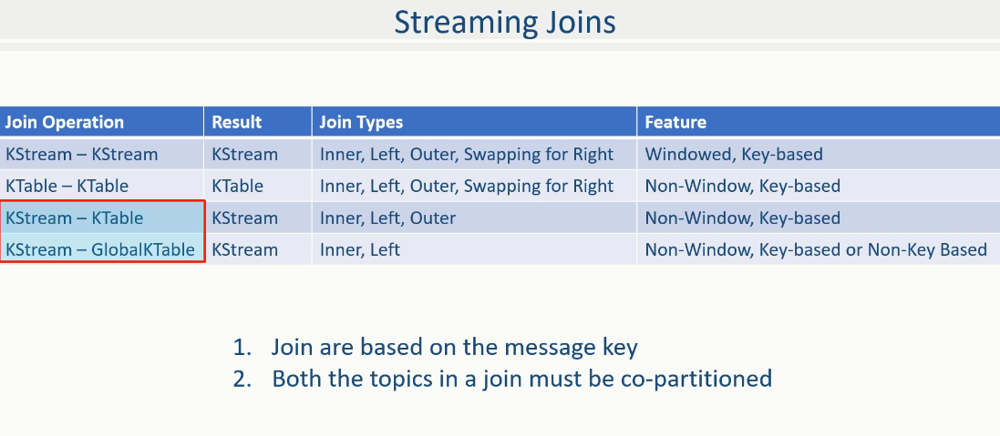 Streaming Joins
Join Operation Result Join Types Feature
KStream – KStream KStream Inner, Left, Outer, Swapping for Right Windowed, Key-based
KTable – KTable KTable Inner, Left, Outer, Swapping for Right Non-Window, Key-based
KStream – KTable KStream Inner, Left, Outer Non-Window, Key-based
KStream – GlobalKTable KStream Inner, Left Non-Window, Key-based or Non-Key Based
1. Join are based on the message key
2. Both the topics in a join must be co-partitioned